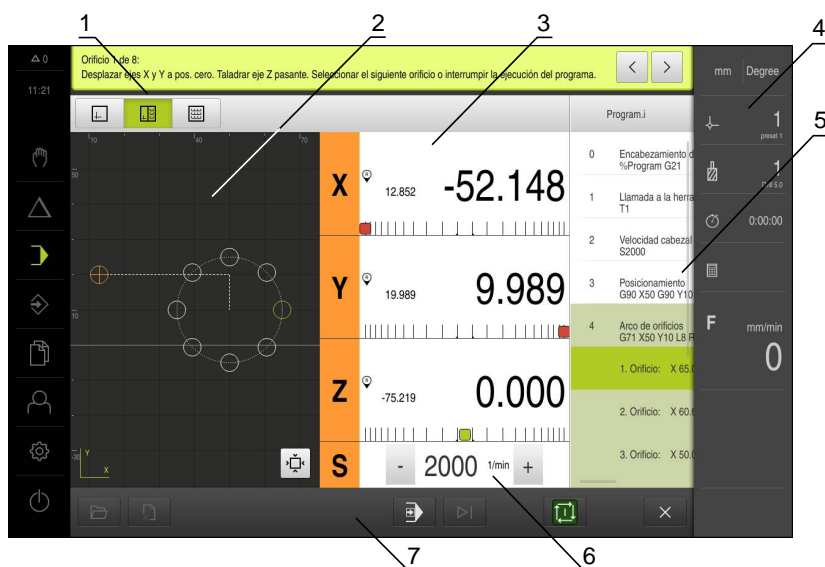 1
2
3
4
5
6
7
0
11:21
Orificio 1 de 8:
Desplazar ejes X y Y a pos. cero. Taladrar eje Z pasante. Seleccionar el siguiente orificio o interrumpir la ejecución del programa.
mm Degree
10 40 70
50
10
-30
Y
X
X R 12.852 -52.148
Y R 19.989 9.989
Z R -75.219 0.000
S - 2000 1/min +
Program.i
0 Encabezamiento d
%Program G21
1 Llamada a la herra
T1
2 Velocidad cabezal
S2000
3 Posicionamiento
G90 X50 G90 Y10
4 Arco de orificios
G71 X50 Y10 L8 R
1. Orificio: X 65.0
2. Orificio: X 60.6
3. Orificio: X 50.0
1
preset 1
1
0:00:00
F mm/min
0